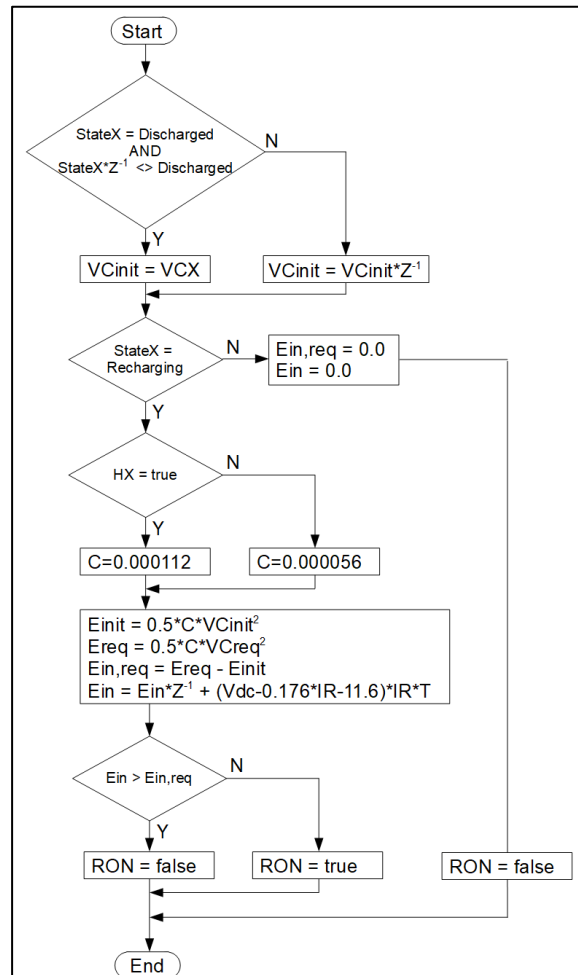 Start
StateX = Discharged
AND
StateX*Z⁻¹ <> Discharged
N
Y
VCinit = VCX
VCinit = VCinit*Z⁻¹
StateX =
Recharging
N
Ein,req = 0.0
Ein = 0.0
Y
HX = true
N
Y
C=0.000112
C=0.000056
Einit = 0.5*C*VCinit²
Ereq = 0.5*C*VCreq²
Ein,req = Ereq - Einit
Ein = Ein*Z⁻¹ + (Vdc-0.176*IR-11.6)*IR*T
Ein > Ein,req
N
Y
RON = false
RON = true
RON = false
End